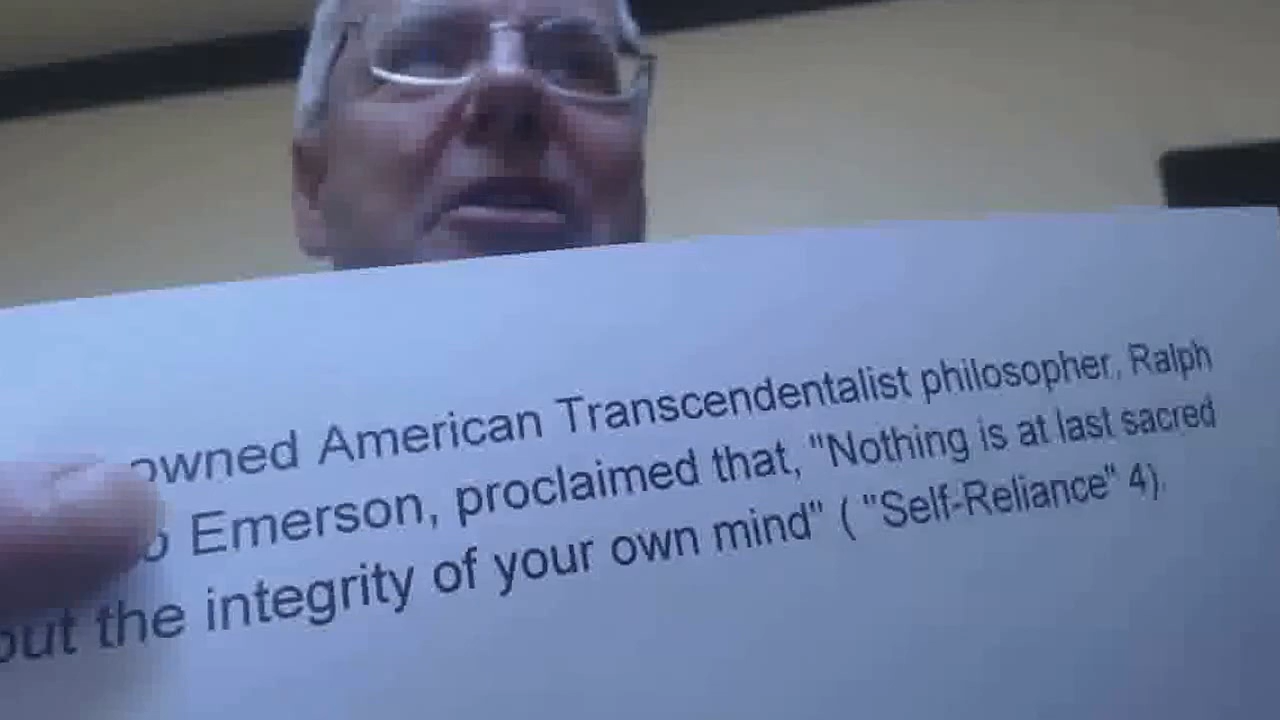 owned American Transcendentalist philosopher, Ralph
o Emerson, proclaimed that, "Nothing is at last sacred
but the integrity of your own mind" ( "Self-Reliance" 4).